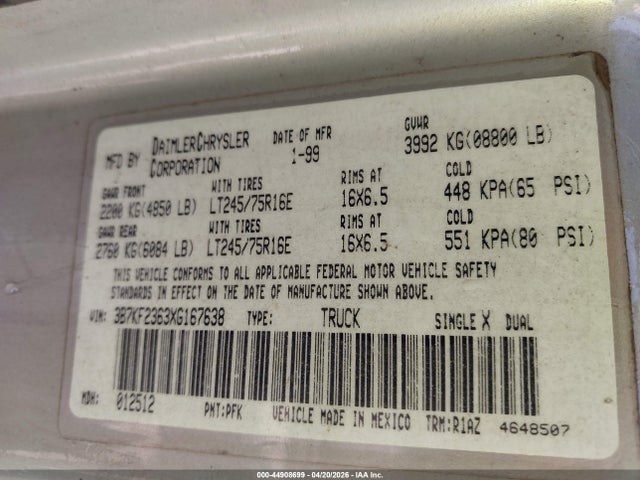 MFD BY DAIMLERCHRYSLER CORPORATION DATE OF MFR 1-99 GVWR 3992 KG(08800 LB)
GAWR FRONT WITH TIRES RIMS AT COLD
2200 KG(4850 LB) LT245/75R16E 16X6.5 448 KPA(65 PSI)
GAWR REAR WITH TIRES RIMS AT COLD
2760 KG(6084 LB) LT245/75R16E 16X6.5 551 KPA(80 PSI)
THIS VEHICLE CONFORMS TO ALL APPLICABLE FEDERAL MOTOR VEHICLE SAFETY
STANDARDS IN EFFECT ON THE DATE OF MANUFACTURE SHOWN ABOVE.
VIN: 3B7KF2363XG167638 TYPE: TRUCK SINGLE X DUAL
MDH: 012512 PNT:PFK VEHICLE MADE IN MEXICO TRM:R1AZ 4648507
000-44908699 - 04/20/2026 - IAA Inc.